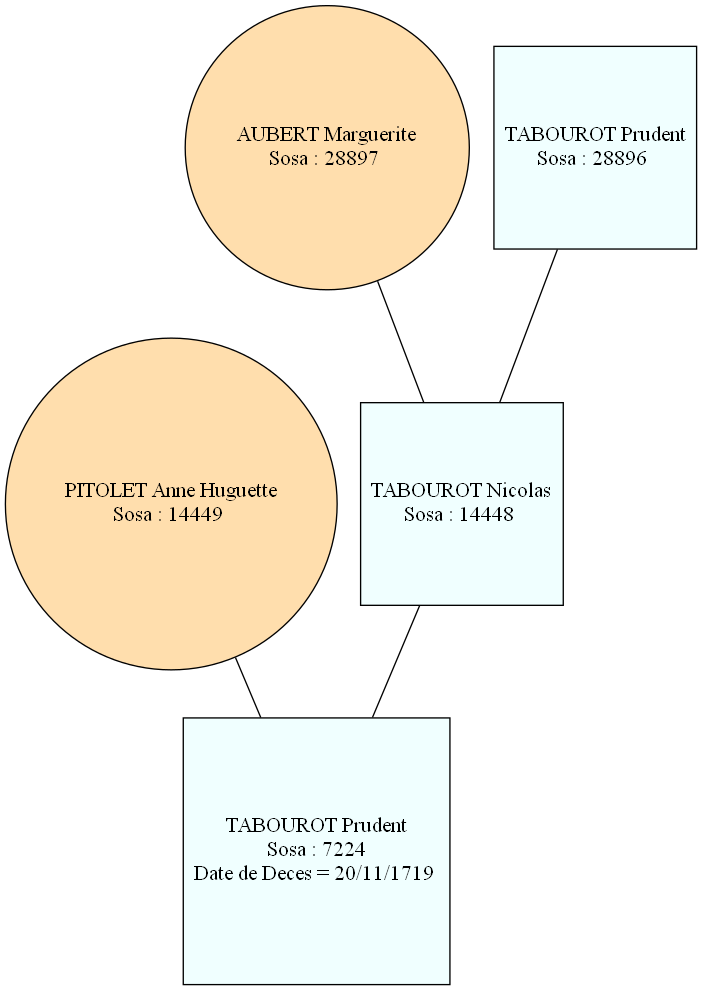 AUBERT Marguerite
Sosa : 28897
TABOUROT Prudent
Sosa : 28896
PITOLET Anne Huguette
Sosa : 14449
TABOUROT Nicolas
Sosa : 14448
TABOUROT Prudent
Sosa : 7224
Date de Deces = 20/11/1719